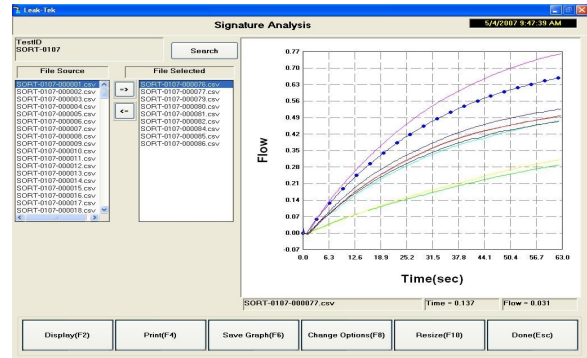 Leak-Tek
Signature Analysis
5/4/2007 9:47:39 AM
TestID
SORT-0107
Search
File Source
File Selected
SORT-0107-000001.csv
SORT-0107-000002.csv
SORT-0107-000003.csv
SORT-0107-000004.csv
SORT-0107-000005.csv
SORT-0107-000006.csv
SORT-0107-000007.csv
SORT-0107-000008.csv
SORT-0107-000009.csv
SORT-0107-000010.csv
SORT-0107-000011.csv
SORT-0107-000012.csv
SORT-0107-000013.csv
SORT-0107-000014.csv
SORT-0107-000015.csv
SORT-0107-000016.csv
SORT-0107-000017.csv
SORT-0107-000018.csv
=>
<-
SORT-0107-000076.csv
SORT-0107-000077.csv
SORT-0107-000079.csv
SORT-0107-000080.csv
SORT-0107-000081.csv
SORT-0107-000082.csv
SORT-0107-000084.csv
SORT-0107-000085.csv
SORT-0107-000086.csv
Flow
0.77
0.70
0.63
0.56
0.49
0.42
0.35
0.28
0.21
0.14
0.07
0.00
-0.07
0.0 6.3 12.6 18.9 25.2 31.5 37.8 44.1 50.4 56.7 63.0
Time(sec)
SORT-0107-000077.csv
Time = 0.137
Flow = 0.031
Display(F2)
Print(F4)
Save Graph(F6)
Change Options(F8)
Resize(F10)
Done(Esc)